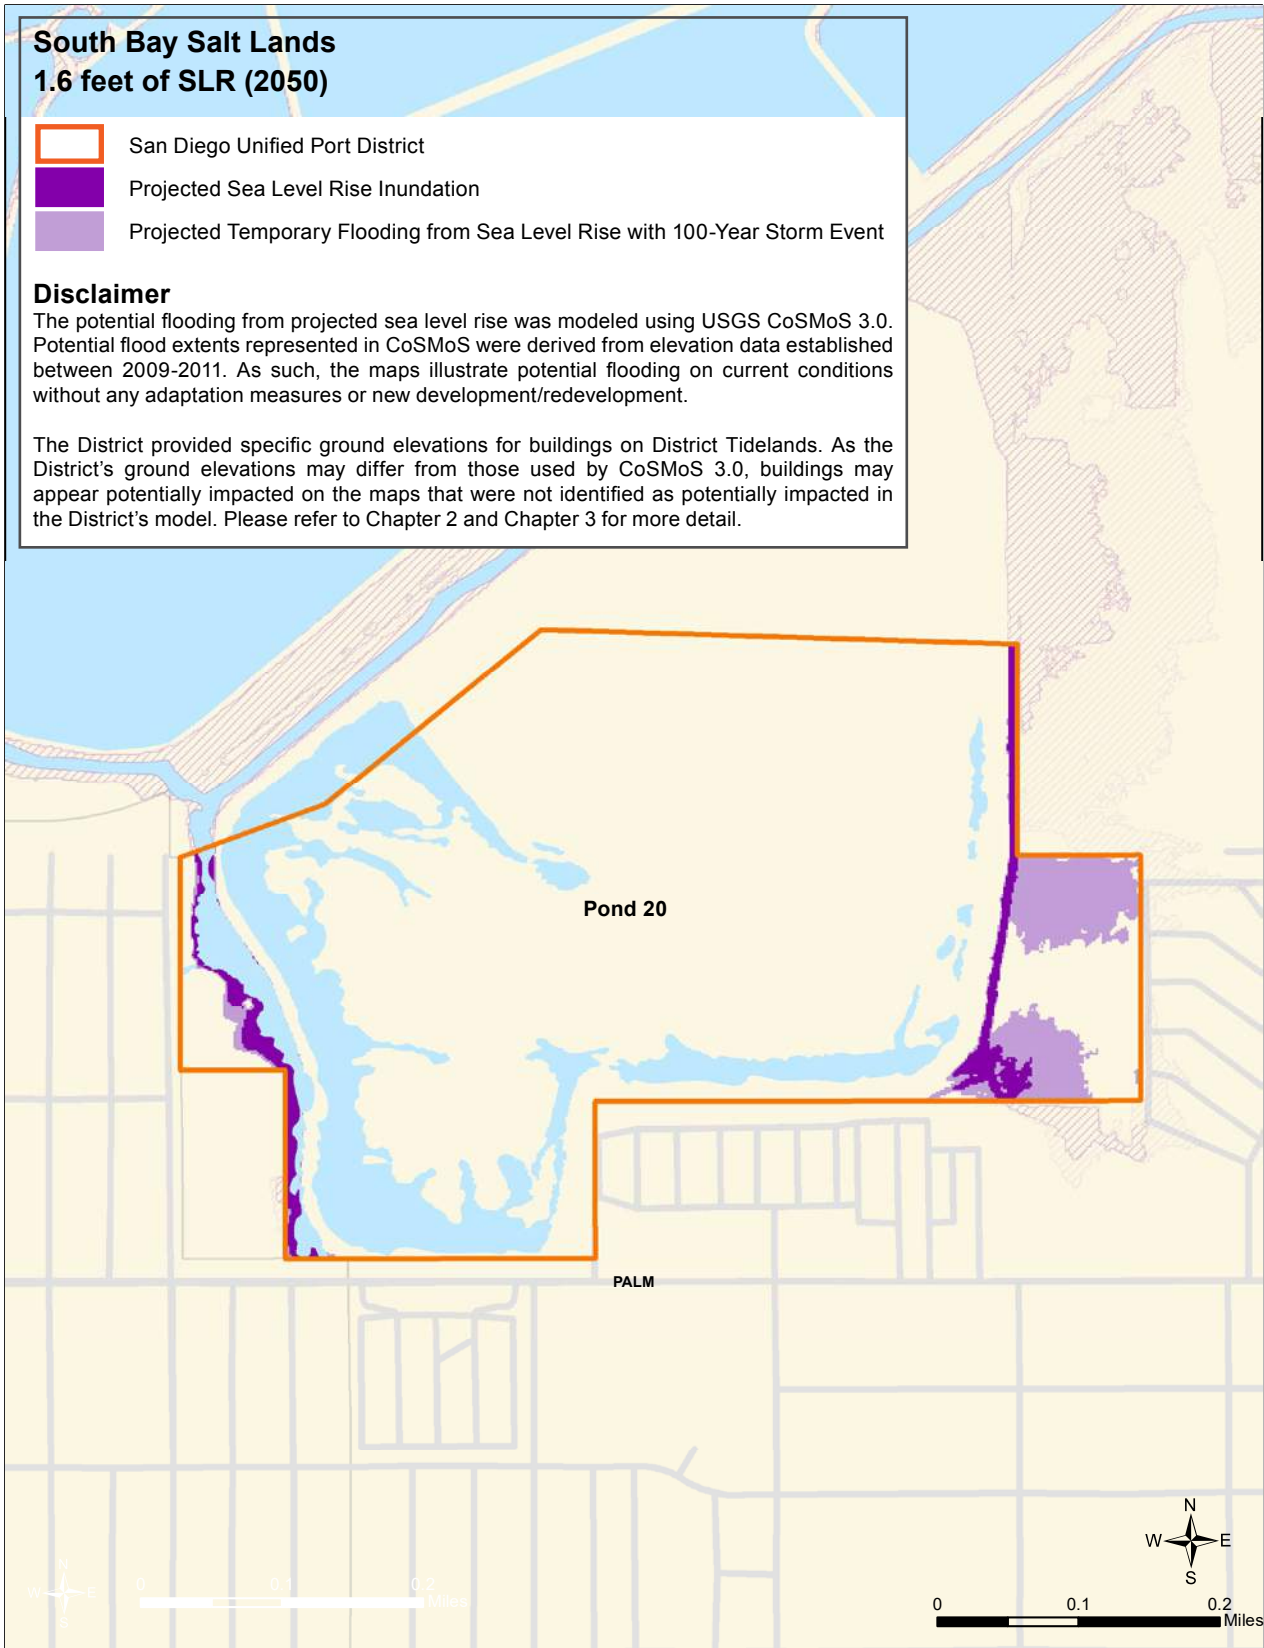 South Bay Salt Lands
1.6 feet of SLR (2050)
San Diego Unified Port District
Projected Sea Level Rise Inundation
Projected Temporary Flooding from Sea Level Rise with 100-Year Storm Event
Disclaimer
The potential flooding from projected sea level rise was modeled using USGS CoSMoS 3.0.
Potential flood extents represented in CoSMoS were derived from elevation data established
between 2009-2011. As such, the maps illustrate potential flooding on current conditions
without any adaptation measures or new development/redevelopment.
The District provided specific ground elevations for buildings on District Tidelands. As the
District's ground elevations may differ from those used by CoSMoS 3.0, buildings may
appear potentially impacted on the maps that were not identified as potentially impacted in
the District's model. Please refer to Chapter 2 and Chapter 3 for more detail.
Pond 20
PALM
N
W E
S
0 0.1 0.2
Miles
N
W E
S
0 0.1 0.2
Miles